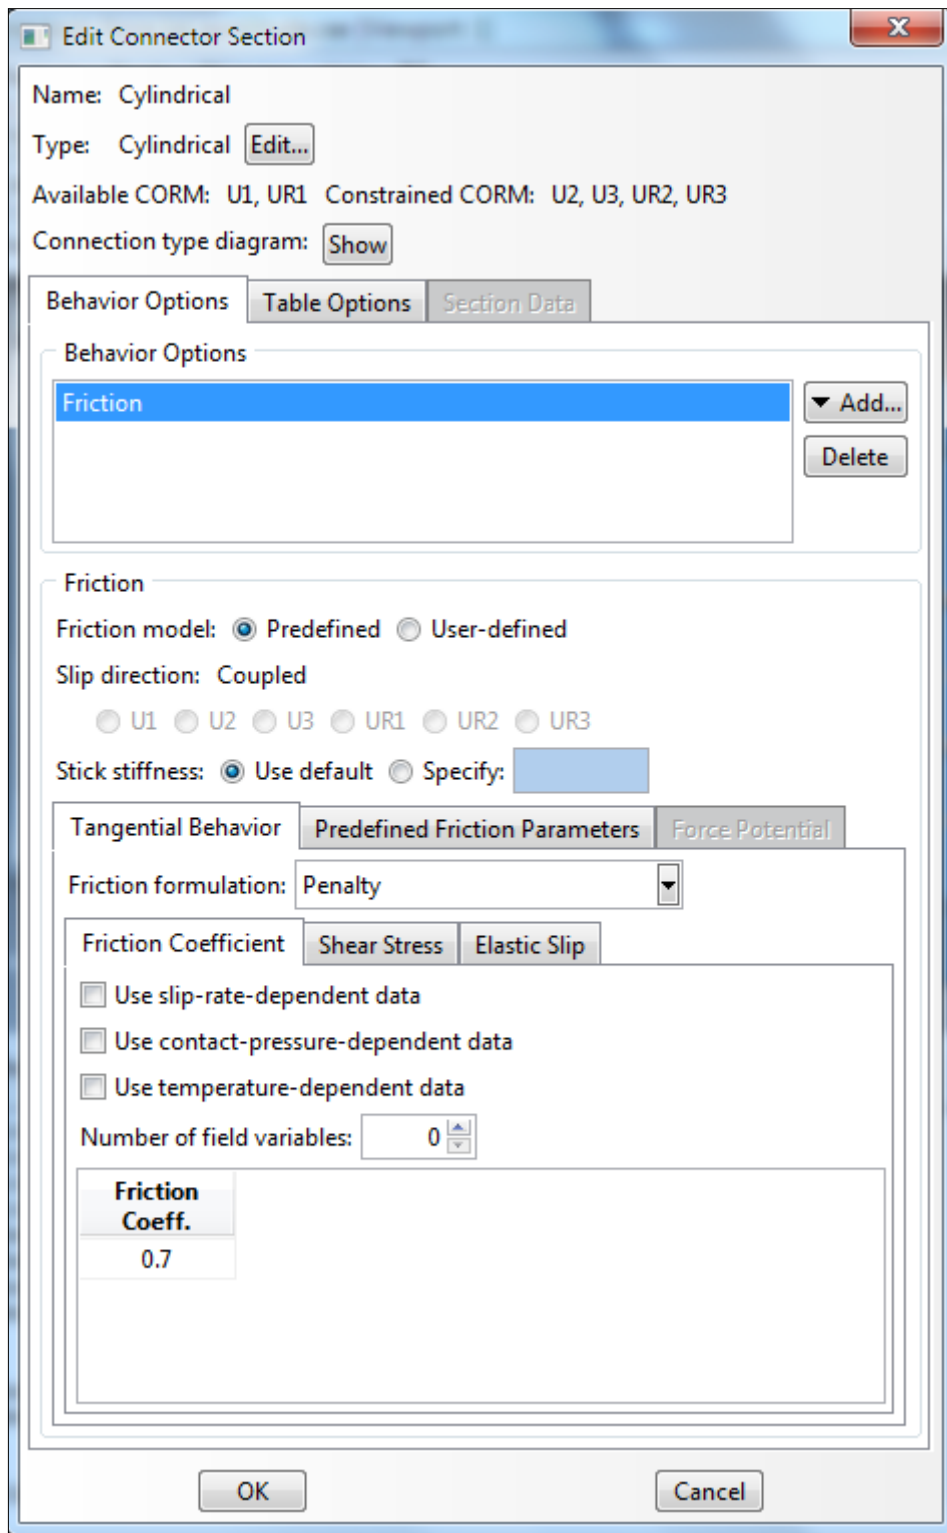 Edit Connector Section
Name: Cylindrical
Type: Cylindrical Edit...
Available CORM: U1, UR1 Constrained CORM: U2, U3, UR2, UR3
Connection type diagram: Show
Behavior Options Table Options Section Data
Behavior Options
Friction
Add...
Delete
Friction
Friction model: Predefined User-defined
Slip direction: Coupled
U1 U2 U3 UR1 UR2 UR3
Stick stiffness: Use default Specify:
Tangential Behavior Predefined Friction Parameters Force Potential
Friction formulation: Penalty
Friction Coefficient Shear Stress Elastic Slip
Use slip-rate-dependent data
Use contact-pressure-dependent data
Use temperature-dependent data
Number of field variables: 0
Friction
Coeff.
0.7
OK Cancel